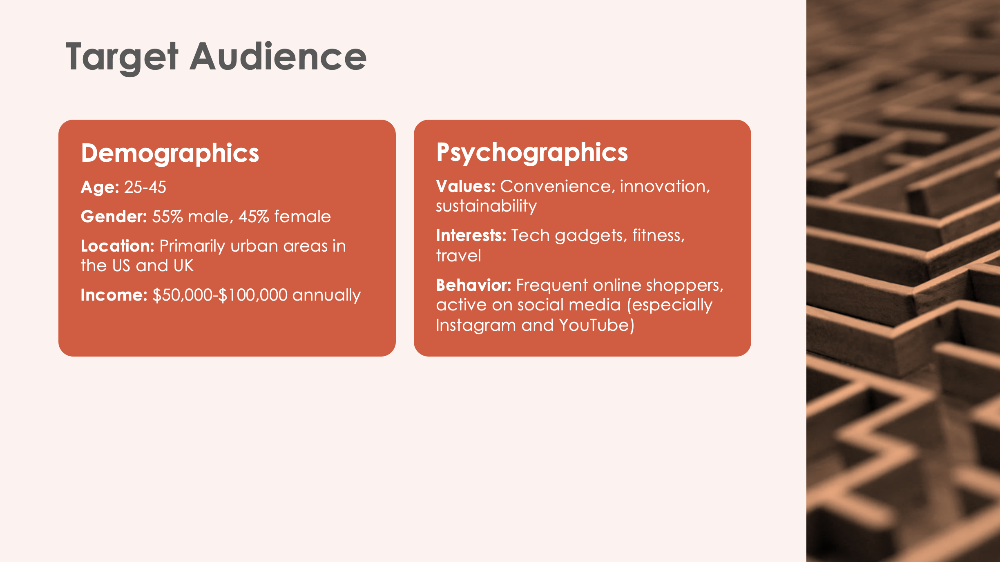 Target Audience
Demographics
Age: 25-45
Gender: 55% male, 45% female
Location: Primarily urban areas in
the US and UK
Income: $50,000-$100,000 annually
Psychographics
Values: Convenience, innovation,
sustainability
Interests: Tech gadgets, fitness,
travel
Behavior: Frequent online shoppers,
active on social media (especially
Instagram and YouTube)